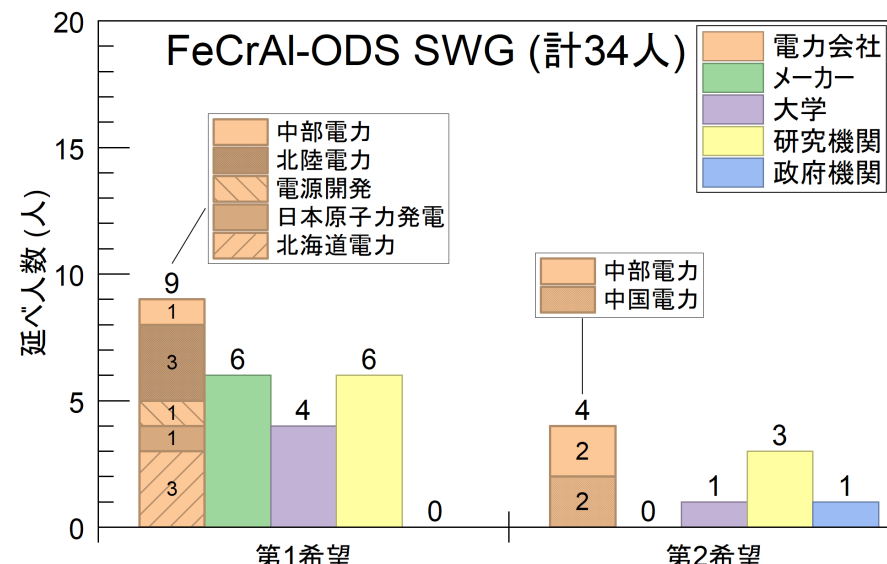 FeCrAl-ODS SWG (計34人)
電力会社
メーカー
大学
研究機関
政府機関
中部電力
北陸電力
電源開発
日本原子力発電
北海道電力
中部電力
中国電力
延べ人数 (人)
20
15
10
5
0
9
1
3
1
1
3
6
4
6
0
4
2
2
0
1
3
1
第1希望
第2希望